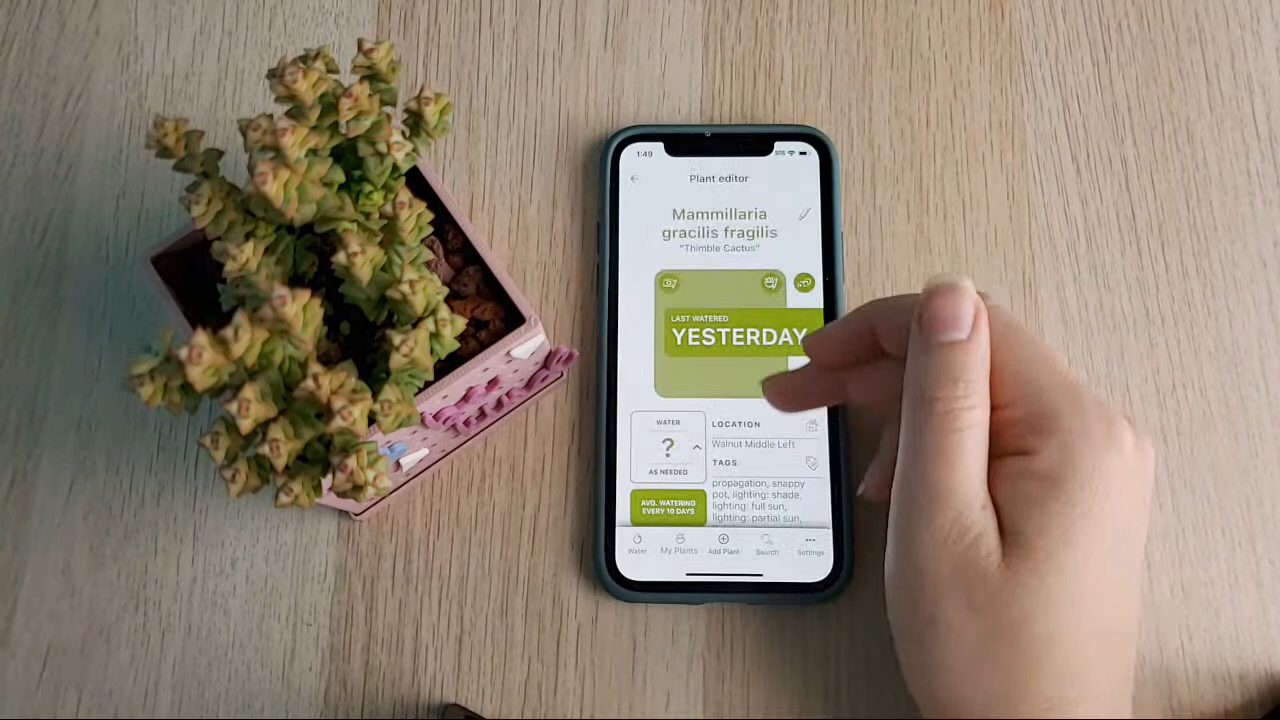 1:49
SOS
Plant editor
Mammillaria
gracilis fragilis
"Thimble Cactus"
LAST WATERED
YESTERDAY
WATER
?
AS NEEDED
AVG. WATERING
EVERY 10 DAYS
LOCATION
Walnut Middle Left
TAGS
propagation, snappy
pot, lighting: shade,
lighting: full sun,
lighting: partial sun,
Water
My Plants
Add Plant
Search
Settings